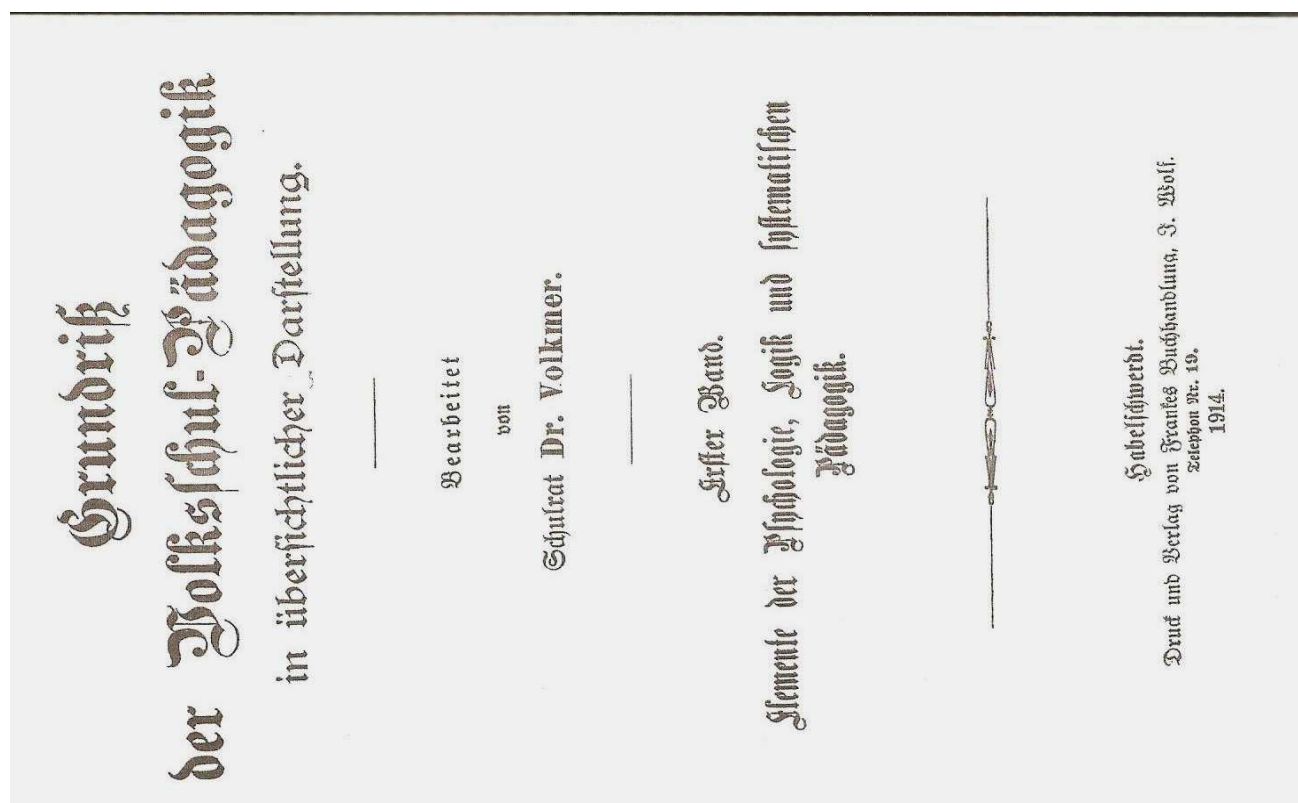 Grundriß
der Volksschul-Pädagogik
in übersichtlicher Darstellung.
Bearbeitet
von
Schulrat Dr. Volkmer.
Erster Band.
Elemente der Psychologie, Logik und systematischen
Pädagogik.
Habelschwerdt.
Druck und Verlag von Frankes Buchhandlung, J. Wolf.
Telephon Nr. 19.
1914.